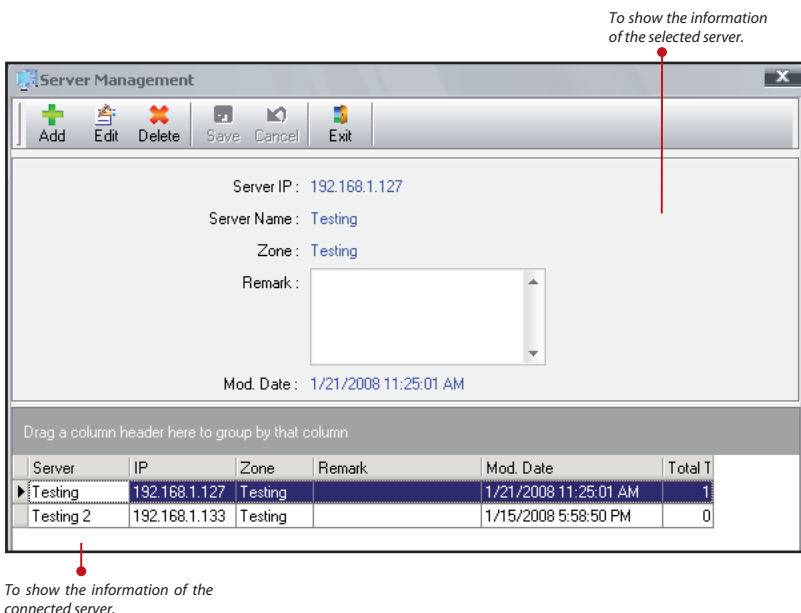 To show the information
of the selected server.
Server Management
X
Add Edit Delete Save Cancel Exit
Server IP : 192.168.1.127
Server Name : Testing
Zone : Testing
Remark :
Mod. Date : 1/21/2008 11:25:01 AM
Drag a column header here to group by that column
Server IP Zone Remark Mod. Date Total T
Testing 192.168.1.127 Testing 1/21/2008 11:25:01 AM 1
Testing 2 192.168.1.133 Testing 1/15/2008 5:58:50 PM 0
To show the information of the
connected server.